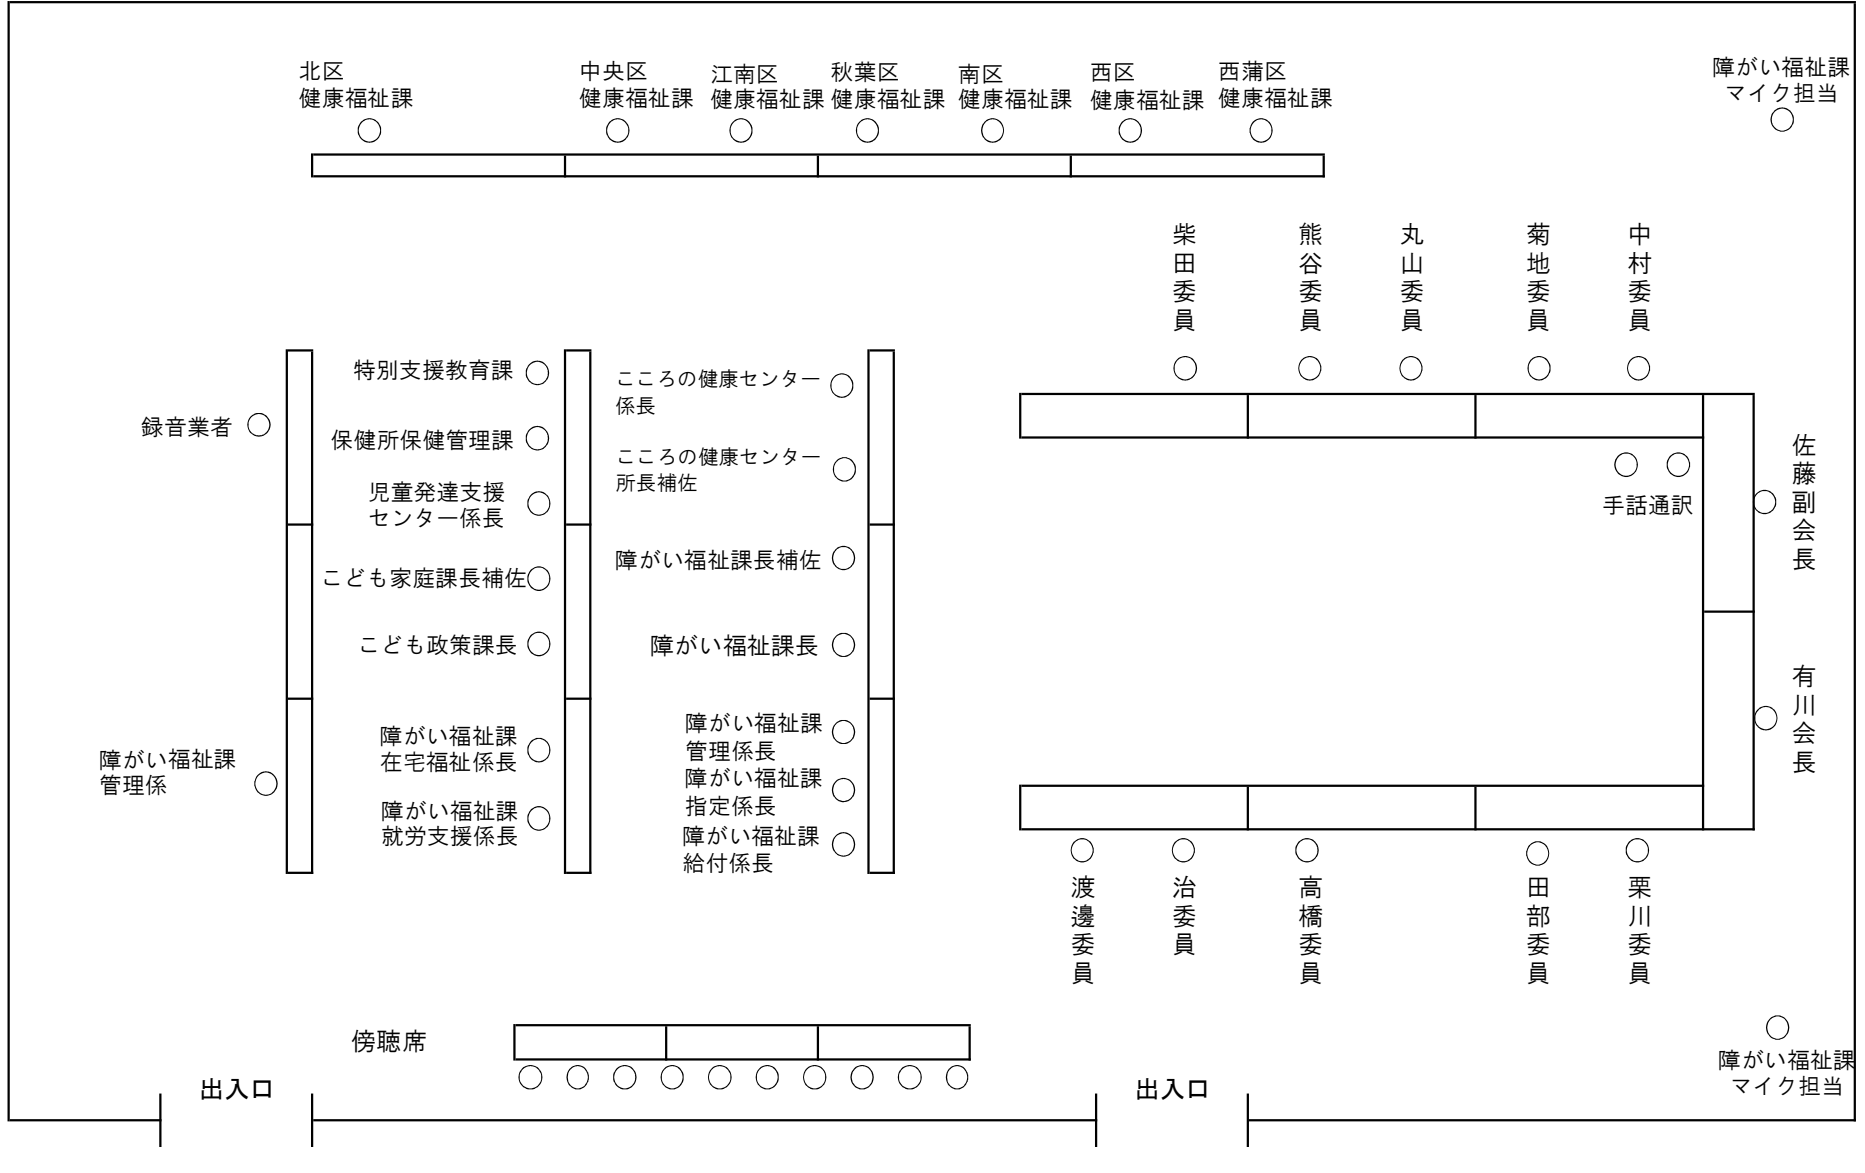 北区
健康福祉課
中央区
健康福祉課
江南区
健康福祉課
秋葉区
健康福祉課
南区
健康福祉課
西区
健康福祉課
西蒲区
健康福祉課
障がい福祉課
マイク担当
柴田委員
熊谷委員
丸山委員
菊地委員
中村委員
録音業者
障がい福祉課
管理係
特別支援教育課
保健所保健管理課
児童発達支援
センター係長
こども家庭課長補佐
こども政策課長
障がい福祉課
在宅福祉係長
障がい福祉課
就労支援係長
こころの健康センター
係長
こころの健康センター
所長補佐
障がい福祉課長補佐
障がい福祉課長
障がい福祉課
管理係長
障がい福祉課
指定係長
障がい福祉課
給付係長
手話通訳
佐藤副会長
有川会長
渡邊委員
治委員
高橋委員
田部委員
栗川委員
傍聴席
出入口
出入口
障がい福祉課
マイク担当